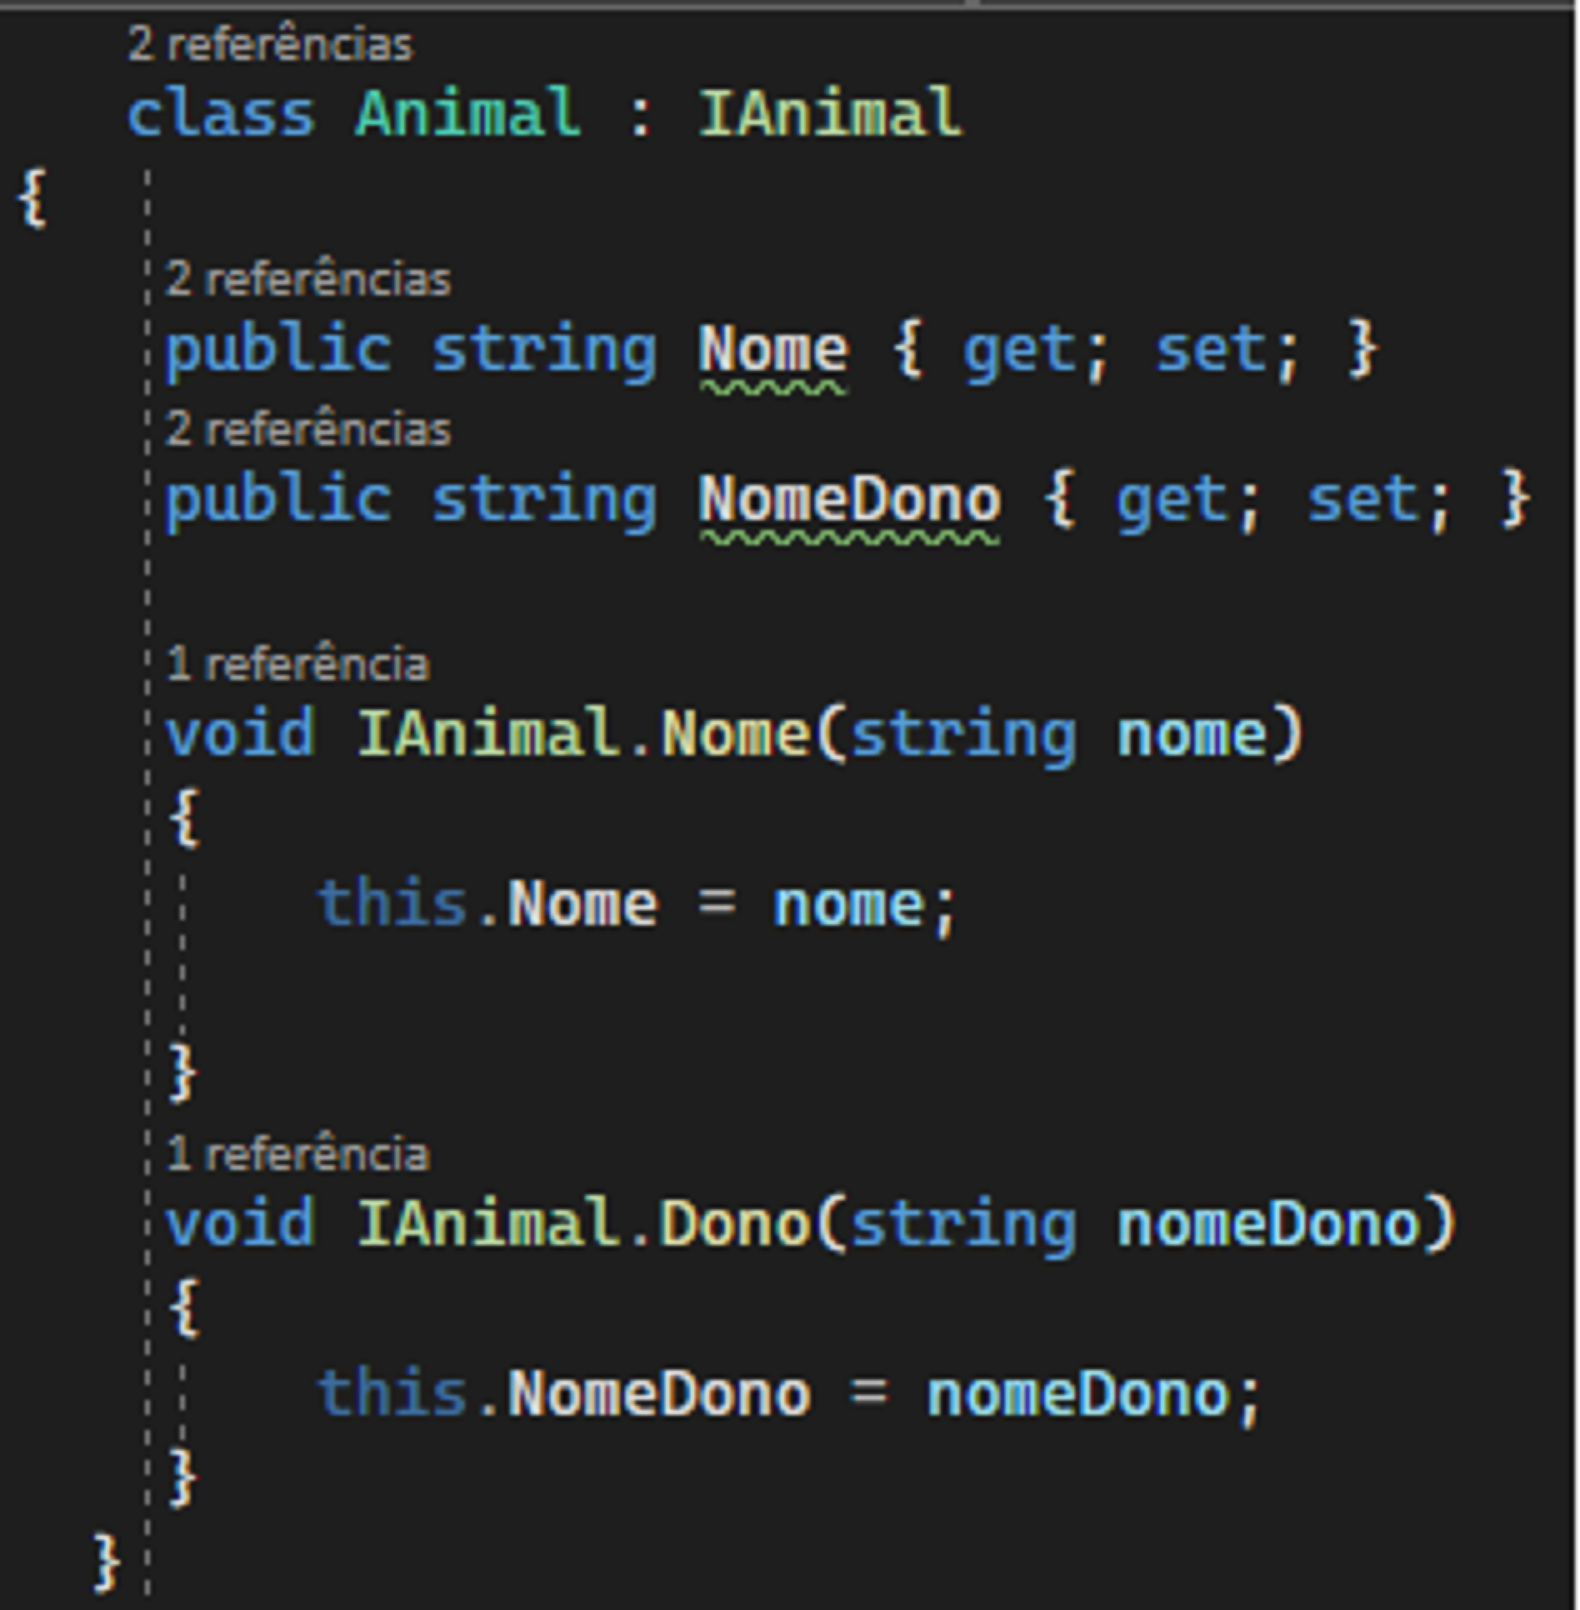 2 referências
class Animal : IAnimal
{
2 referências
public string Nome { get; set; }
2 referências
public string NomeDono { get; set; }
1 referência
void IAnimal.Nome(string nome)
{
this.Nome = nome;
}
1 referência
void IAnimal.Dono(string nomeDono)
{
this.NomeDono = nomeDono;
}
}